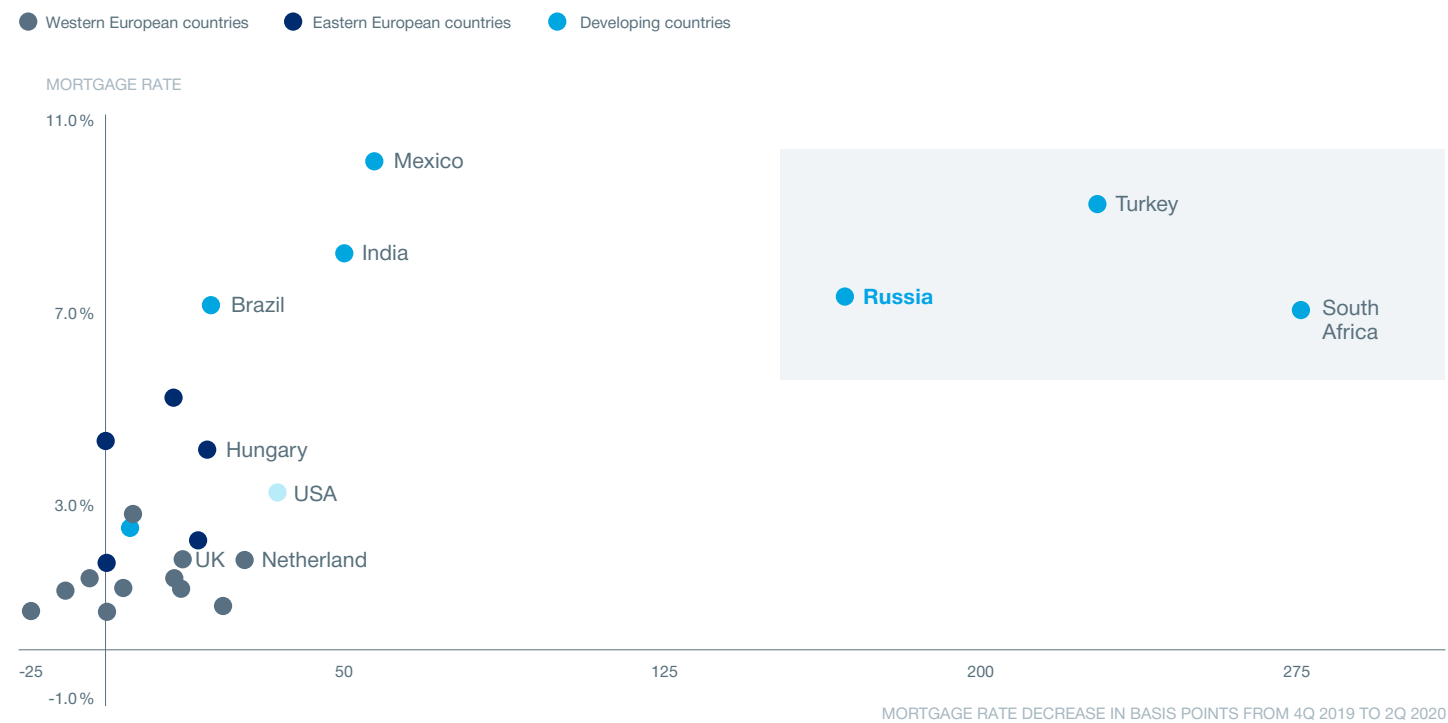 Western European countries
Eastern European countries
Developing countries
MORTGAGE RATE
11.0 %
Mexico
Turkey
India
Russia
Brazil
South
Africa
7.0 %
Hungary
USA
3.0 %
UK
Netherland
-25
50
125
200
275
-1.0 %
MORTGAGE RATE DECREASE IN BASIS POINTS FROM 4Q 2019 TO 2Q 2020